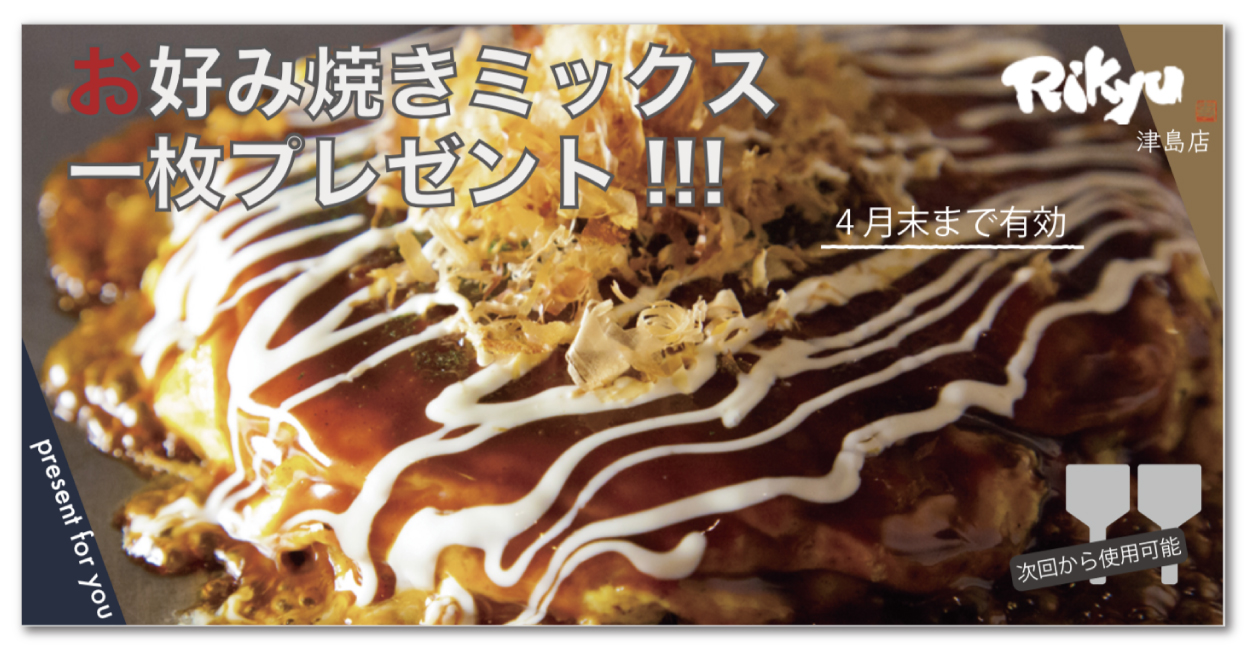 お好み焼きミックス
一枚プレゼント!!!
Rikyu
津島店
4月末まで有効
present for you
次回から使用可能